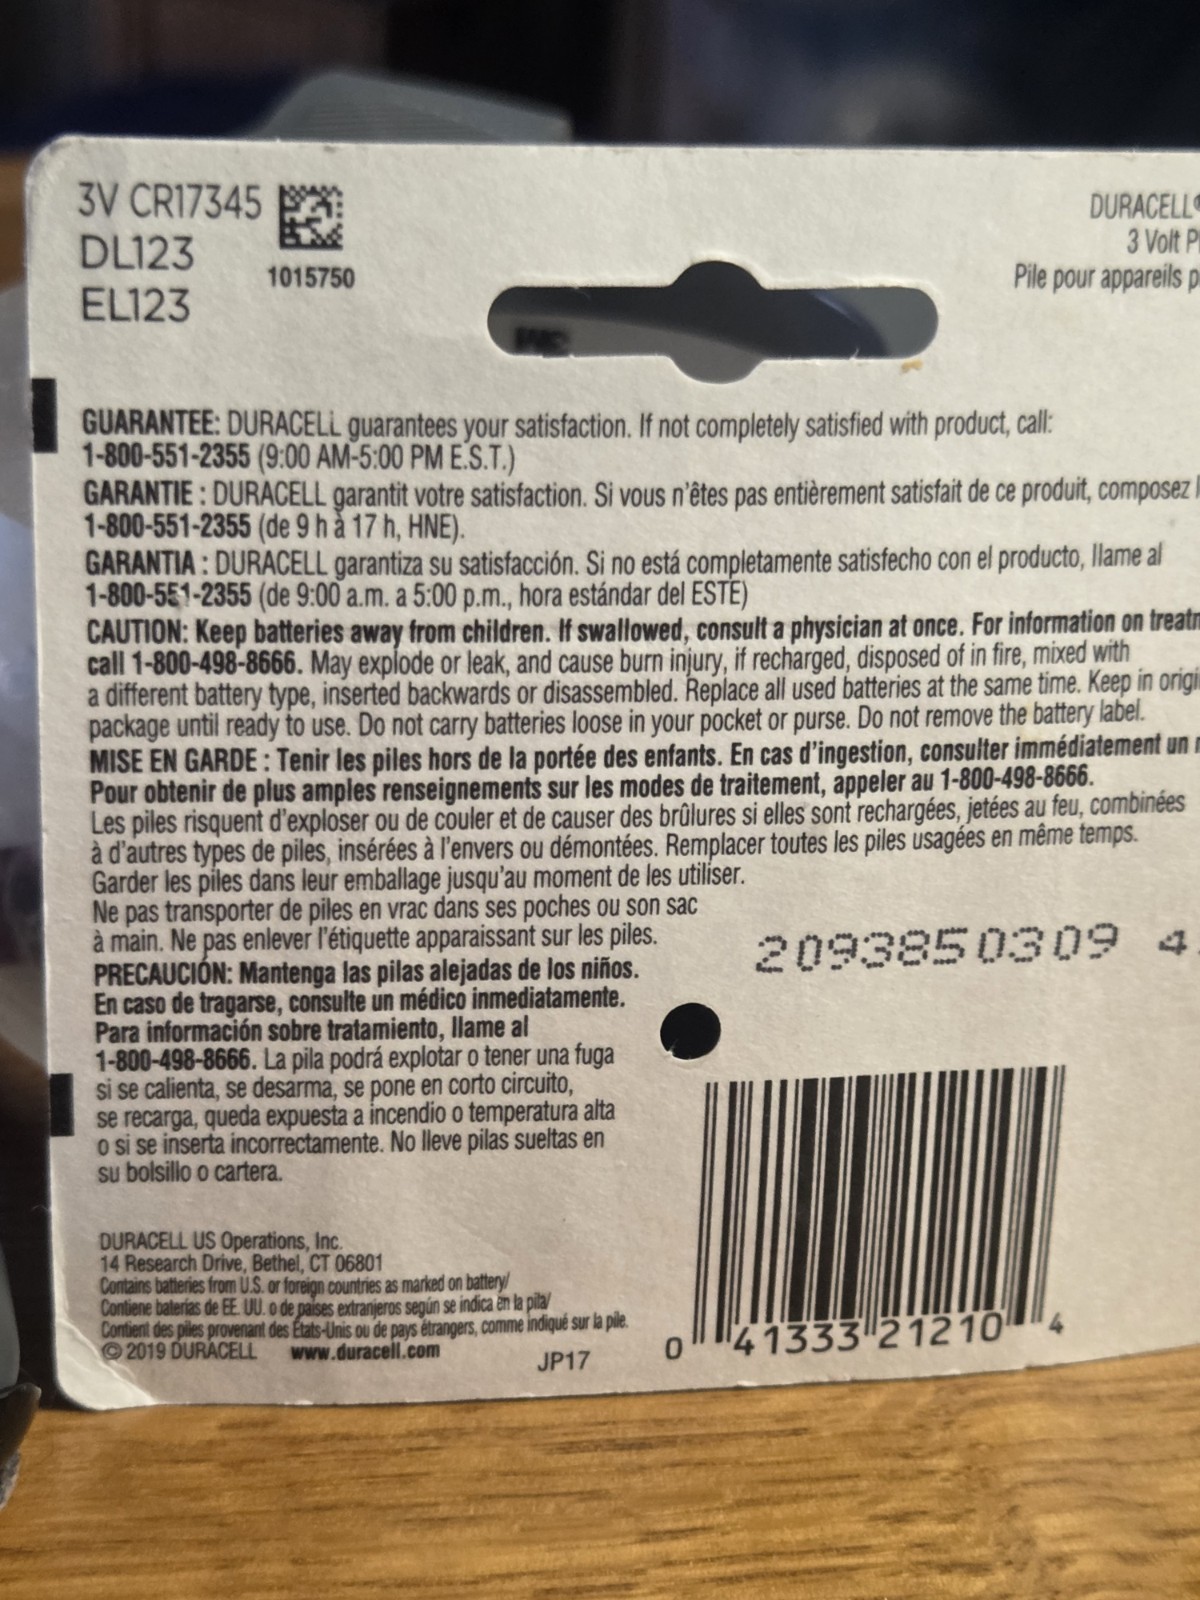 3V CR17345
DL123
EL123
1015750
DURACELL®
3 Volt
Pile pour appareils
GUARANTEE: DURACELL guarantees your satisfaction. If not completely satisfied with product, call:
1-800-551-2355 (9:00 AM-5:00 PM E.S.T.)
GARANTIE : DURACELL garantit votre satisfaction. Si vous n'êtes pas entièrement satisfait de ce produit, composez
1-800-551-2355 (de 9 h à 17 h, HNE).
GARANTIA : DURACELL garantiza su satisfacción. Si no está completamente satisfecho con el producto, llame al
1-800-551-2355 (de 9:00 a.m. a 5:00 p.m., hora estándar del ESTE)
CAUTION: Keep batteries away from children. If swallowed, consult a physician at once. For information on
call 1-800-498-8666. May explode or leak, and cause burn injury, if recharged, disposed of in fire, mixed with
a different battery type, inserted backwards or disassembled. Replace all used batteries at the same time. Keep in
package until ready to use. Do not carry batteries loose in your pocket or purse. Do not remove the battery label.
MISE EN GARDE : Tenir les piles hors de la portée des enfants. En cas d'ingestion, consulter immédiatement un
Pour obtenir de plus amples renseignements sur les modes de traitement, appeler au 1-800-498-8666.
Les piles risquent d'exploser ou de couler et de causer des brûlures si elles sont rechargées, jetées au feu, combinées
à d'autres types de piles, insérées à l'envers ou démontées. Remplacer toutes les piles usagées en même temps.
Garder les piles dans leur emballage jusqu'au moment de les utiliser.
Ne pas transporter de piles en vrac dans ses poches ou son sac
à main. Ne pas enlever l'étiquette apparaissant sur les piles.
2093850309 4
PRECAUCIÓN: Mantenga las pilas alejadas de los niños.
En caso de tragarse, consulte un médico inmediatamente.
Para información sobre tratamiento, llame al
1-800-498-8666. La pila podrá explotar o tener una fuga
si se calienta, se desarma, se pone en corto circuito,
se recarga, queda expuesta a incendio o temperatura alta
o si se inserta incorrectamente. No lleve pilas sueltas en
su bolsillo o cartera.
DURACELL US Operations, Inc.
14 Research Drive, Bethel, CT 06801
Contains batteries from U.S. or foreign countries as marked on battery/
Contiene baterías de EE. UU. o de países extranjeros según se indica en la pila/
Contient des piles provenant des États-Unis ou de pays étrangers, comme indiqué sur la pile.
© 2019 DURACELL www.duracell.com
JP17
0 41333 21210 4